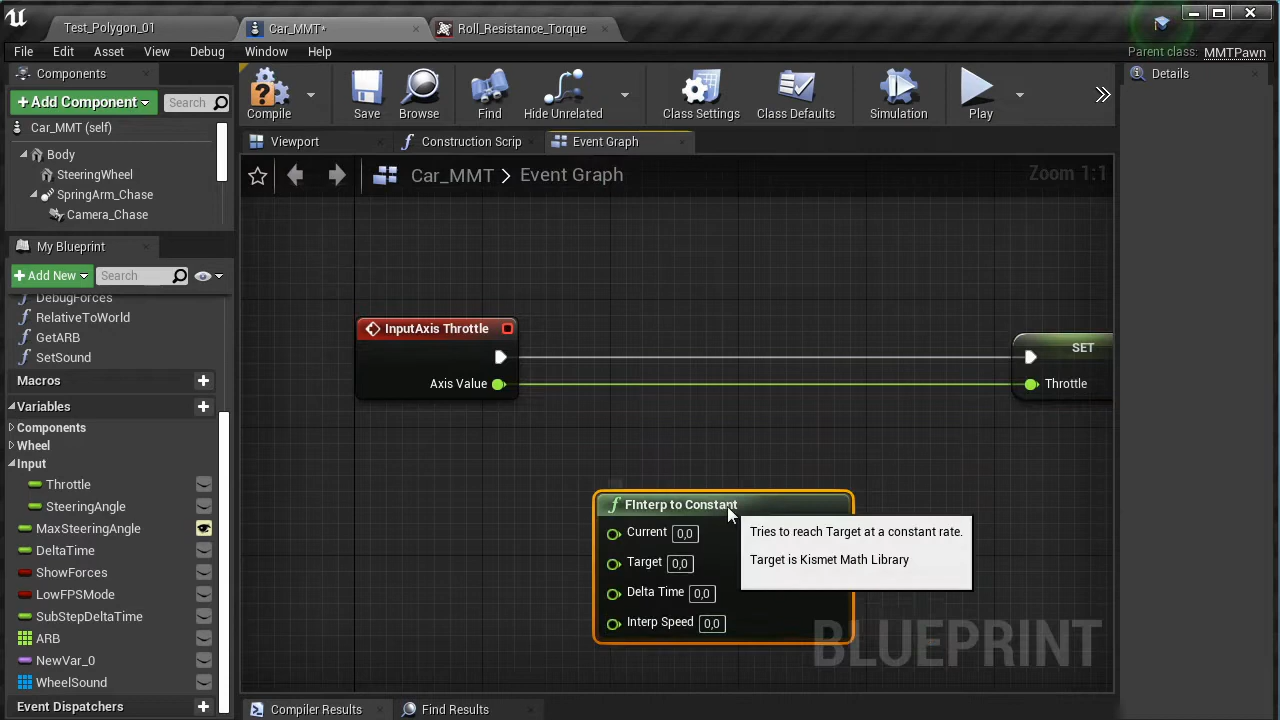 Test_Polygon_01
Car_MMT*
Roll_Resistance_Torque
File Edit Asset View Debug Window Help
Parent class: MMTPawn
Components
Details
+ Add Component
Search
Compile
Save
Browse
Find
Hide Unrelated
Class Settings
Class Defaults
Simulation
Play
Car_MMT (self)
Body
SteeringWheel
SpringArm_Chase
Camera_Chase
Viewport
Construction Scrip
Event Graph
Car_MMT > Event Graph
Zoom 1:1
My Blueprint
+ Add New
Search
DebugForces
RelativeToWorld
GetARB
SetSound
Macros
Variables
Components
Wheel
Input
Throttle
SteeringAngle
MaxSteeringAngle
DeltaTime
ShowForces
LowFPSMode
SubStepDeltaTime
ARB
NewVar_0
WheelSound
Event Dispatchers
InputAxis Throttle
Axis Value
SET
Throttle
FInterp to Constant
Current 0,0
Target 0,0
Delta Time 0,0
Interp Speed 0,0
Tries to reach Target at a constant rate.
Target is Kismet Math Library
BLUEPRINT
Compiler Results
Find Results